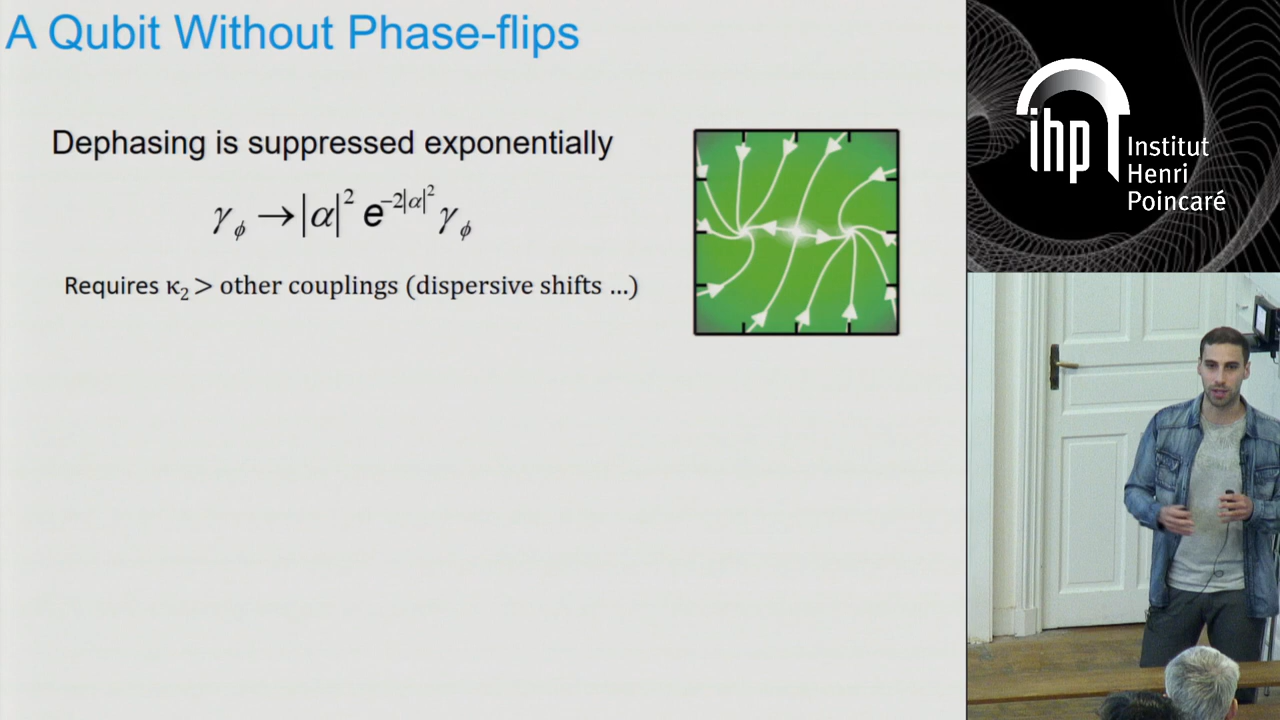 A Qubit Without Phase-flips
Dephasing is suppressed exponentially
γ_ϕ → |α|² e^{-2|α|²} γ_ϕ
Requires κ₂ > other couplings (dispersive shifts ...)
ihp Institut
Henri
Poincaré